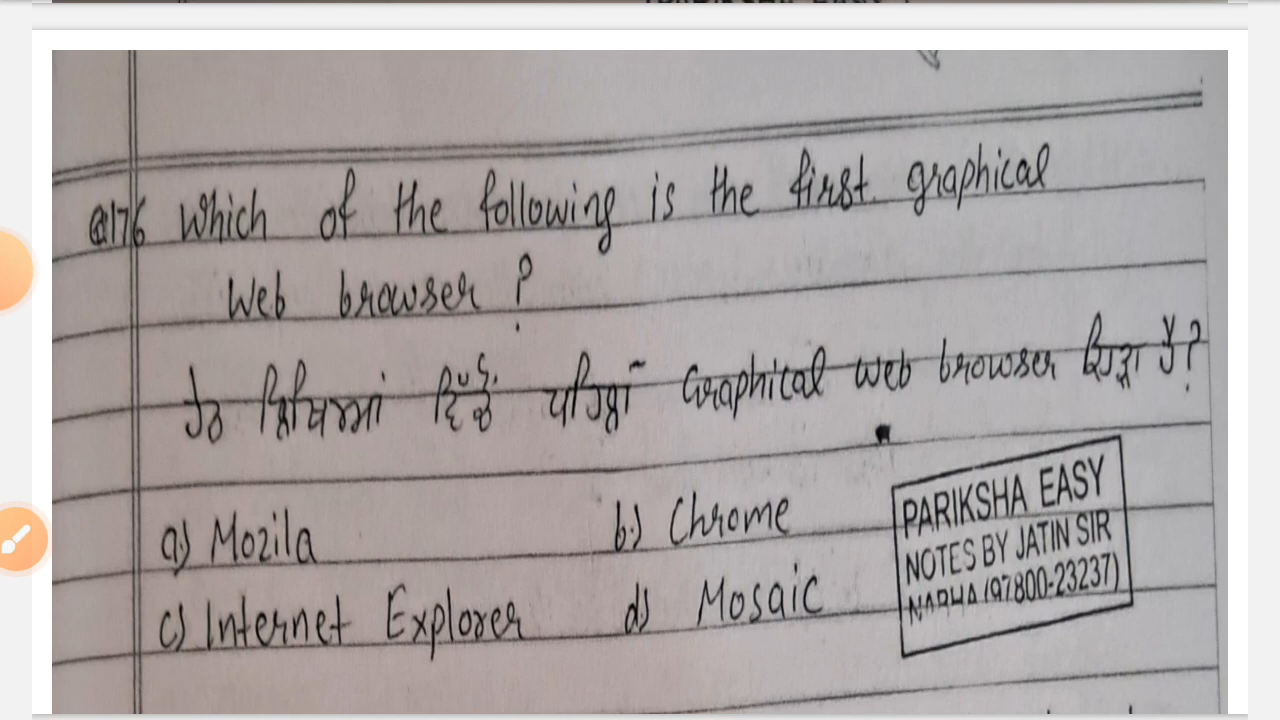 Q176 Which of the following is the first graphical
Web browser ?
ਹੇਠ ਲਿਖਿਆਂ ਵਿੱਚੋਂ ਪਹਿਲਾਂ Graphical web browser ਕਿਹੜਾ ਹੈ?
a) Mozila
b.) Chrome
c) Internet Explorer
d) Mosaic
PARIKSHA EASY
NOTES BY JATIN SIR
NABHA (97800-23237)